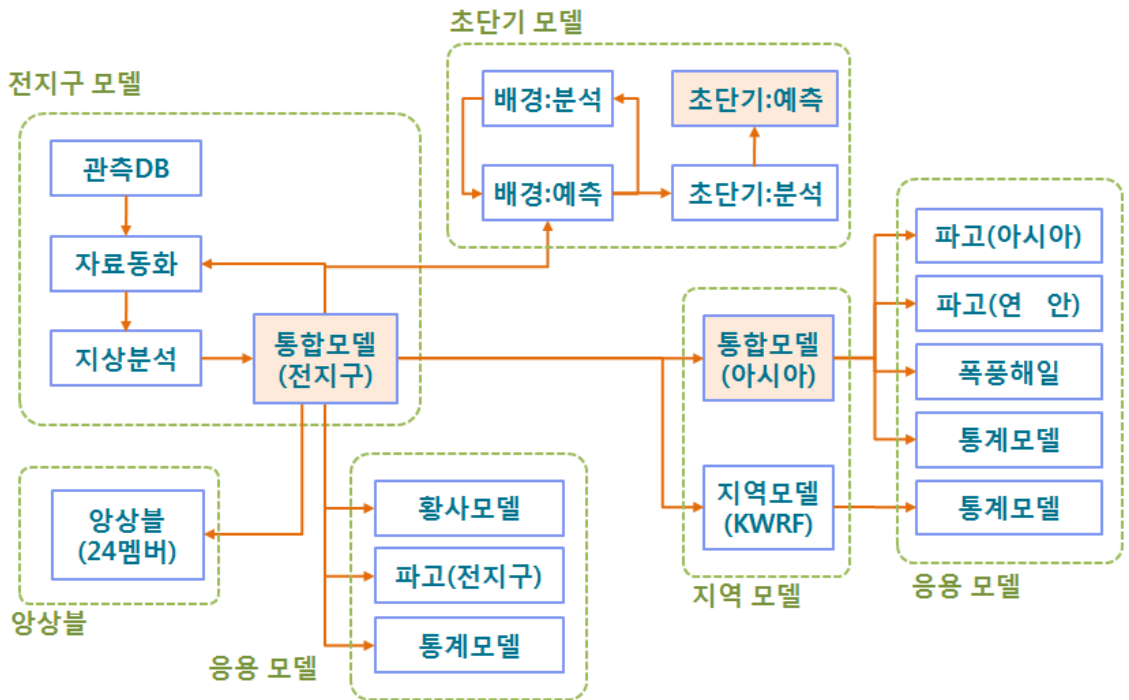 초단기 모델
배경:분석
초단기:예측
배경:예측
초단기:분석
전지구 모델
관측DB
자료동화
지상분석
통합모델
(전지구)
앙상블
(24멤버)
앙상블
황사모델
파고(전지구)
통계모델
응용 모델
통합모델
(아시아)
지역모델
(KWRF)
지역 모델
파고(아시아)
파고(연 안)
폭풍해일
통계모델
통계모델
응용 모델